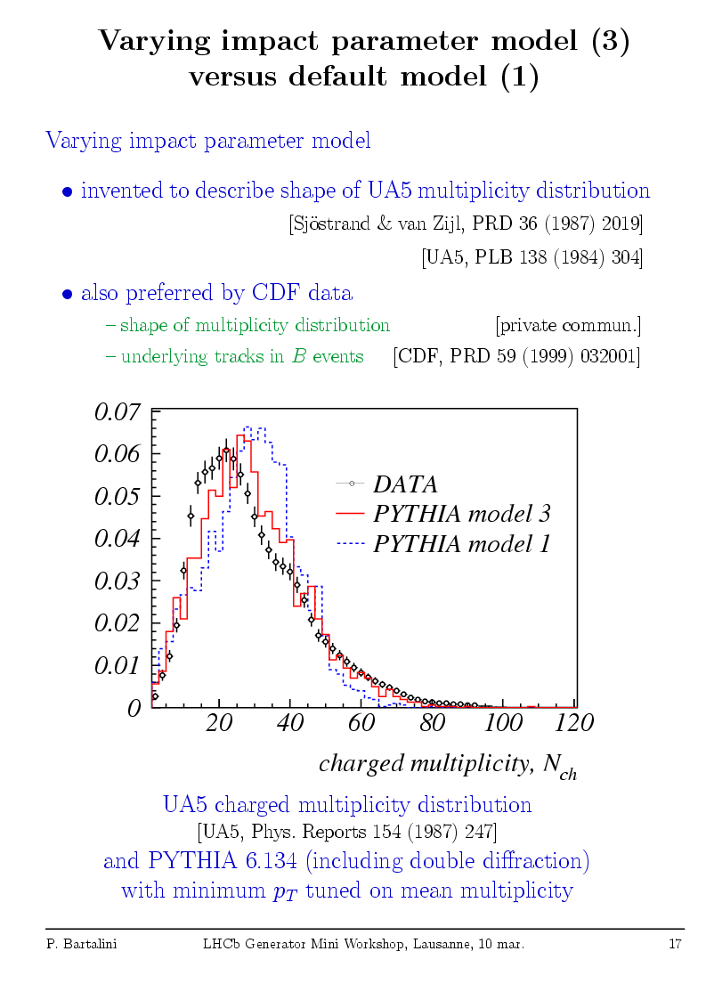 Varying impact parameter model (3)
versus default model (1)
Varying impact parameter model
• invented to describe shape of UA5 multiplicity distribution
[Sjöstrand & van Zijl, PRD 36 (1987) 2019]
[UA5, PLB 138 (1984) 304]
• also preferred by CDF data
– shape of multiplicity distribution [private commun.]
– underlying tracks in B events [CDF, PRD 59 (1999) 032001]
0.07
0.06
0.05
0.04
0.03
0.02
0.01
0
DATA
PYTHIA model 3
PYTHIA model 1
20 40 60 80 100 120
charged multiplicity, N_ch
UA5 charged multiplicity distribution
[UA5, Phys. Reports 154 (1987) 247]
and PYTHIA 6.134 (including double diffraction)
with minimum p_T tuned on mean multiplicity
P. Bartalini LHCb Generator Mini Workshop, Lausanne, 10 mar. 17